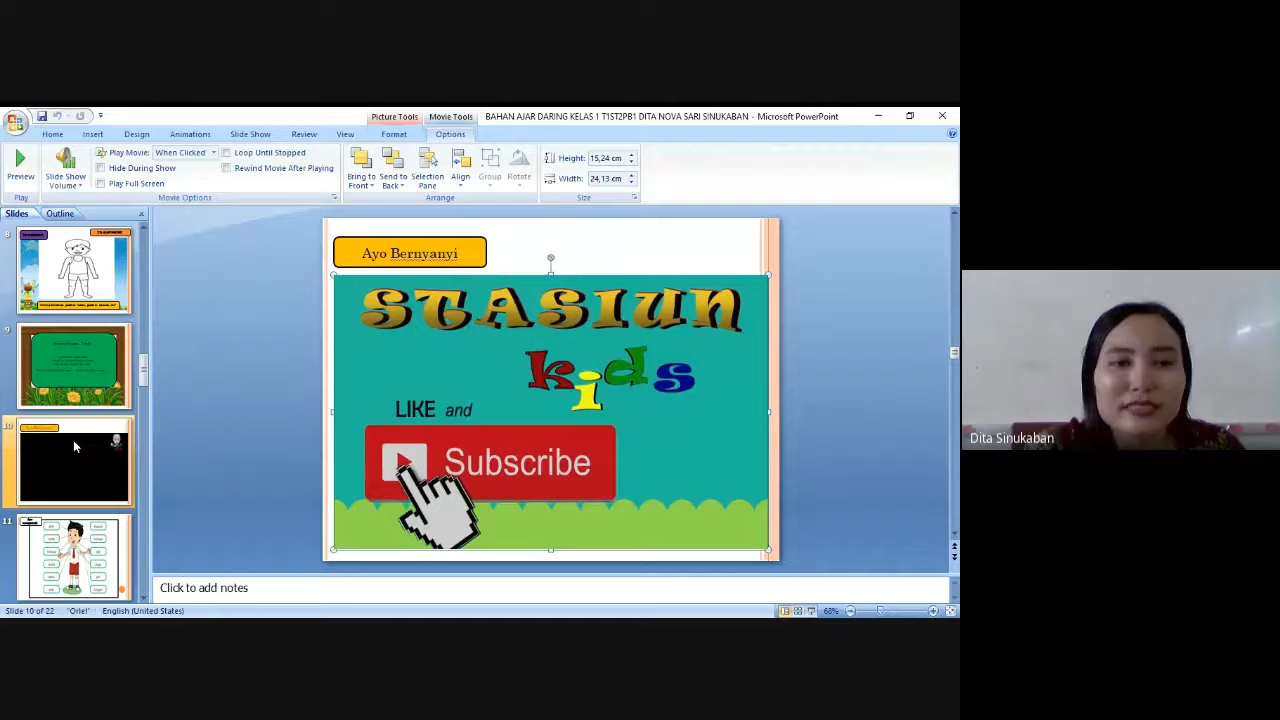 Picture Tools
Movie Tools
BAHAN AJAR DARING KELAS 1 T1ST2PB1 DITA NOVA SARI SINUKABAN - Microsoft PowerPoint
Home Insert Design Animations Slide Show Review View Format Options
Preview
Slide Show Volume
Play Movie: When Clicked
Hide During Show
Play Full Screen
Loop Until Stopped
Rewind Movie After Playing
Bring to Front
Send to Back
Selection Pane
Align
Group
Rotate
Height: 15,24 cm
Width: 24,13 cm
Play
Movie Options
Arrange
Size
Slides Outline
8
9
10
11
Ayo Bernyanyi
STASIUN
kids
LIKE and
Subscribe
Dita Sinukaban
Click to add notes
Slide 10 of 22
"Oriel"
English (United States)
68%